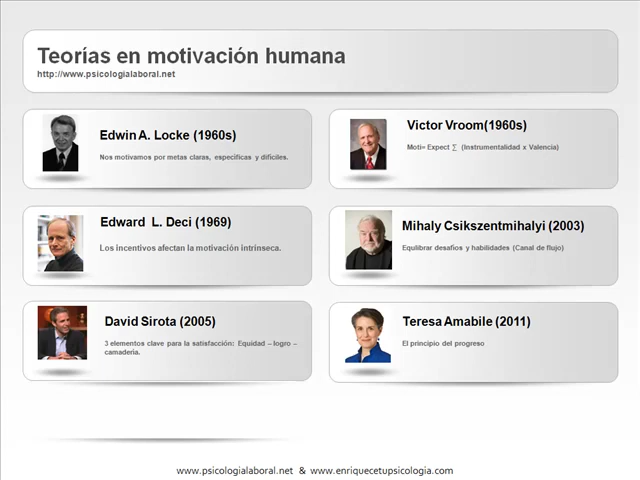 Teorías en motivación humana
http://www.psicologialaboral.net
Edwin A. Locke (1960s)
Nos motivamos por metas claras, específicas y difíciles.
Victor Vroom(1960s)
Moti= Expect ∑ (Instrumentalidad x Valencia)
Edward L. Deci (1969)
Los incentivos afectan la motivación intrínseca.
Mihaly Csikszentmihalyi (2003)
Equlibrar desafíos y habilidades (Canal de flujo)
David Sirota (2005)
3 elementos clave para la satisfacción: Equidad – logro –
camadería.
Teresa Amabile (2011)
El principio del progreso
www.psicologialaboral.net & www.enriquecetupsicologia.com